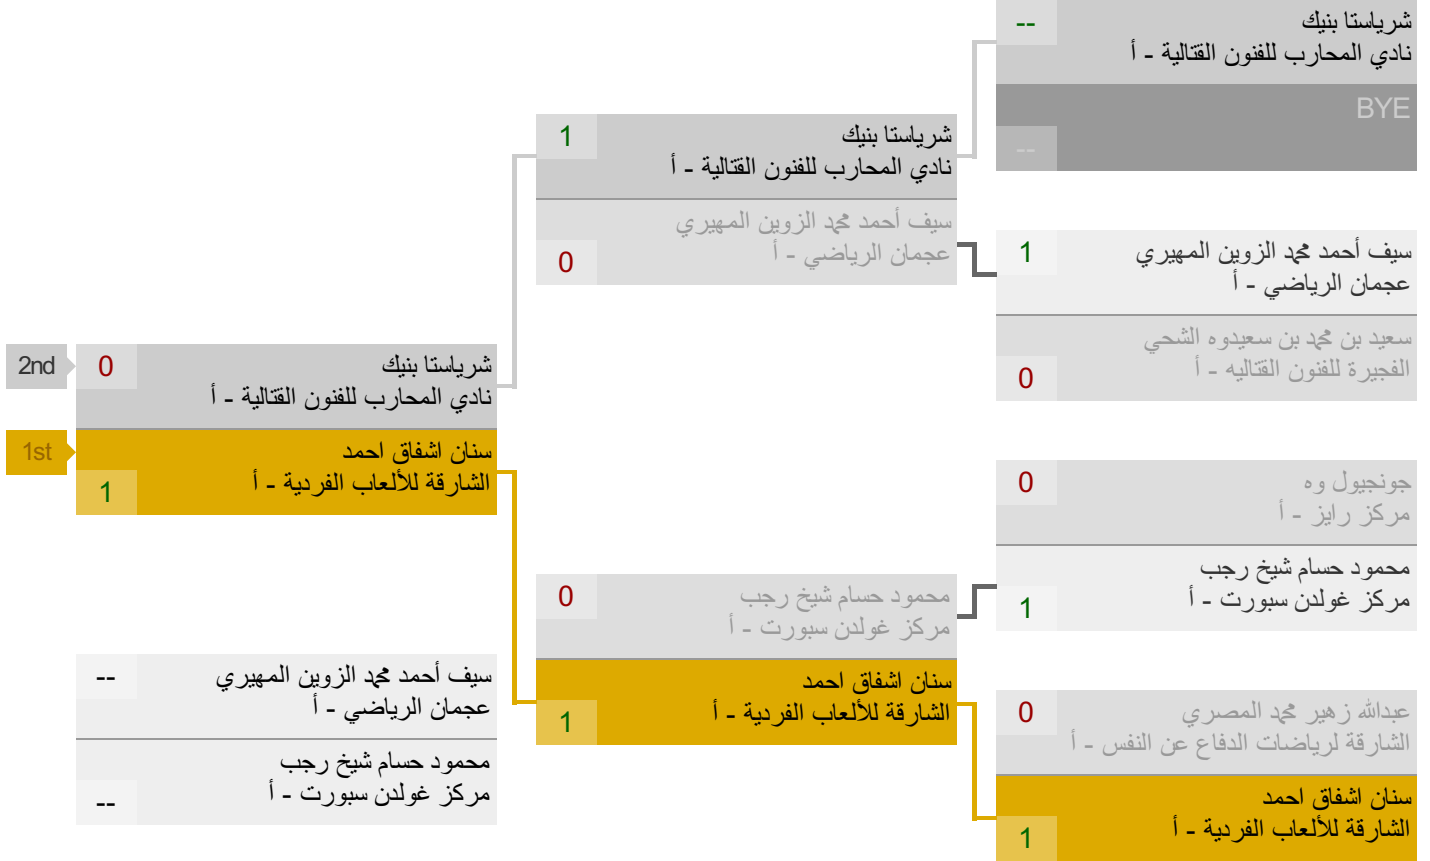 شرياستا بنيك
--
نادي المحارب للفنون القتالية - أ
BYE
--
سيف أحمد محمد الزوين المهيري
1
عجمان الرياضي - أ
سعيد بن محمد بن سعيدوه الشحي
الفجيرة للفنون القتاليه - أ
0
جونجيول وه
0
مركز رايز - أ
محمود حسام شيخ رجب
مركز غولدن سبورت - أ
1
عبدالله زهير محمد المصري
0
الشارقة لرياضات الدفاع عن النفس - أ
سنان اشفاق احمد
الشارقة للألعاب الفردية - أ
1
شرياستا بنيك
1
نادي المحارب للفنون القتالية - أ
سيف أحمد محمد الزوين المهيري
عجمان الرياضي - أ
0
محمود حسام شيخ رجب
0
مركز غولدن سبورت - أ
سنان اشفاق احمد
الشارقة للألعاب الفردية - أ
1
شرياستا بنيك
0
2nd
نادي المحارب للفنون القتالية - أ
سنان اشفاق احمد
1st
الشارقة للألعاب الفردية - أ
1
سيف أحمد محمد الزوين المهيري
--
عجمان الرياضي - أ
محمود حسام شيخ رجب
مركز غولدن سبورت - أ
--